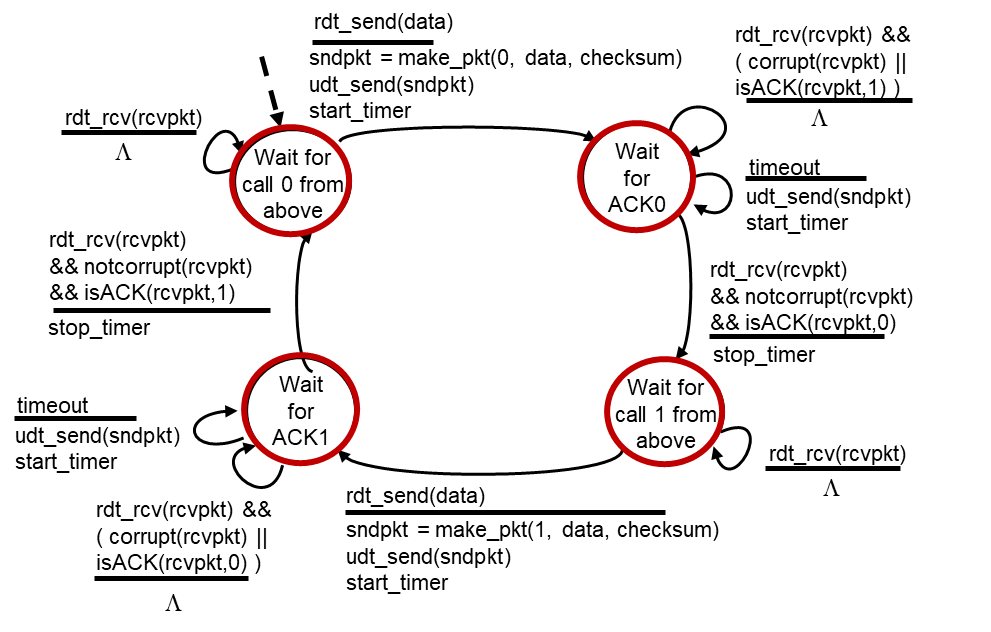 rdt_send(data)
sndpkt = make_pkt(0, data, checksum)
udt_send(sndpkt)
start_timer
rdt_rcv(rcvpkt) &&
( corrupt(rcvpkt) ||
isACK(rcvpkt,1) )
Λ
rdt_rcv(rcvpkt)
Λ
Wait for
call 0 from
above
Wait
for
ACK0
timeout
udt_send(sndpkt)
start_timer
rdt_rcv(rcvpkt)
&& notcorrupt(rcvpkt)
&& isACK(rcvpkt,1)
stop_timer
rdt_rcv(rcvpkt)
&& notcorrupt(rcvpkt)
&& isACK(rcvpkt,0)
stop_timer
Wait
for
ACK1
Wait for
call 1 from
above
timeout
udt_send(sndpkt)
start_timer
rdt_rcv(rcvpkt)
Λ
rdt_rcv(rcvpkt) &&
( corrupt(rcvpkt) ||
isACK(rcvpkt,0) )
Λ
rdt_send(data)
sndpkt = make_pkt(1, data, checksum)
udt_send(sndpkt)
start_timer